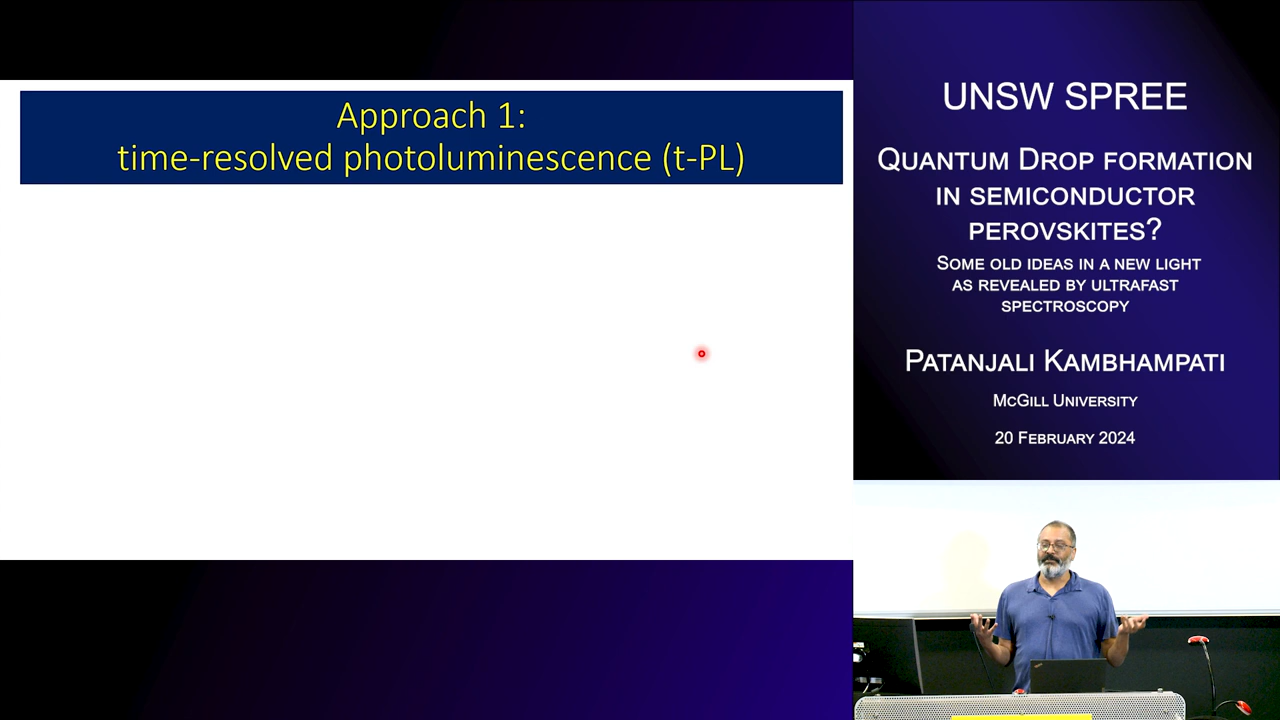 Approach 1:
time-resolved photoluminescence (t-PL)
UNSW SPREE
QUANTUM DROP FORMATION
IN SEMICONDUCTOR
PEROVSKITES?
SOME OLD IDEAS IN A NEW LIGHT
AS REVEALED BY ULTRAFAST
SPECTROSCOPY
PATANJALI KAMBHAMPATI
MCGILL UNIVERSITY
20 FEBRUARY 2024